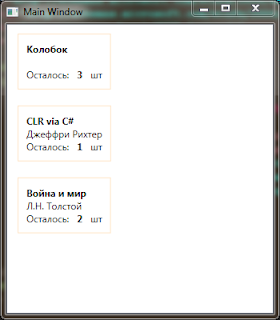 Main Window
Колобок
Осталось: 3 шт
CLR via C#
Джеффри Рихтер
Осталось: 1 шт
Война и мир
Л.Н. Толстой
Осталось: 2 шт